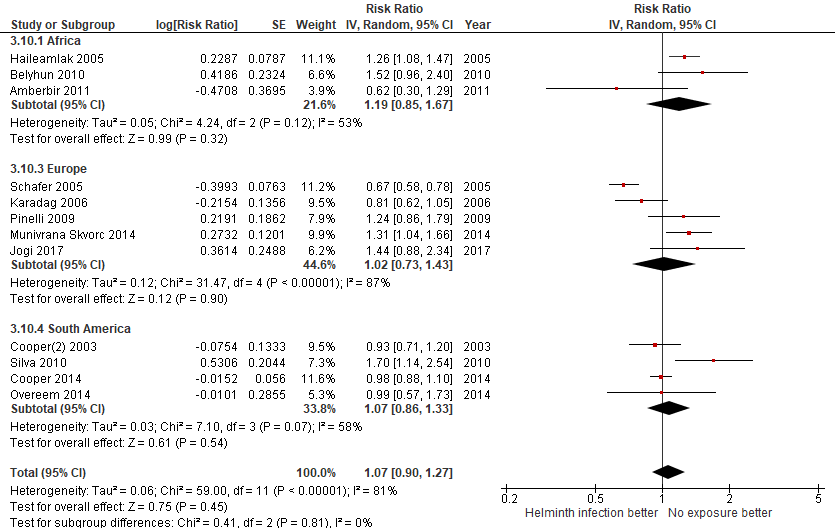 Risk Ratio Risk Ratio
Study or Subgroup log[Risk Ratio] SE Weight IV, Random, 95% CI Year IV, Random, 95% CI
3.10.1 Africa
Haileamlak 2005 0.2287 0.0787 11.1% 1.26 [1.08, 1.47] 2005
Belyhun 2010 0.4186 0.2324 6.6% 1.52 [0.96, 2.40] 2010
Amberbir 2011 -0.4708 0.3695 3.9% 0.62 [0.30, 1.29] 2011
Subtotal (95% CI) 21.6% 1.19 [0.85, 1.67]
Heterogeneity: Tau² = 0.05; Chi² = 4.24, df = 2 (P = 0.12); I² = 53%
Test for overall effect: Z = 0.99 (P = 0.32)
3.10.3 Europe
Schafer 2005 -0.3993 0.0763 11.2% 0.67 [0.58, 0.78] 2005
Karadag 2006 -0.2154 0.1356 9.5% 0.81 [0.62, 1.05] 2006
Pinelli 2009 0.2191 0.1862 7.9% 1.24 [0.86, 1.79] 2009
Munivrana Skvorc 2014 0.2732 0.1201 9.9% 1.31 [1.04, 1.66] 2014
Jogi 2017 0.3614 0.2488 6.2% 1.44 [0.88, 2.34] 2017
Subtotal (95% CI) 44.6% 1.02 [0.73, 1.43]
Heterogeneity: Tau² = 0.12; Chi² = 31.47, df = 4 (P < 0.00001); I² = 87%
Test for overall effect: Z = 0.12 (P = 0.90)
3.10.4 South America
Cooper(2) 2003 -0.0754 0.1333 9.5% 0.93 [0.71, 1.20] 2003
Silva 2010 0.5306 0.2044 7.3% 1.70 [1.14, 2.54] 2010
Cooper 2014 -0.0152 0.056 11.6% 0.98 [0.88, 1.10] 2014
Overeem 2014 -0.0101 0.2855 5.3% 0.99 [0.57, 1.73] 2014
Subtotal (95% CI) 33.8% 1.07 [0.86, 1.33]
Heterogeneity: Tau² = 0.03; Chi² = 7.10, df = 3 (P = 0.07); I² = 58%
Test for overall effect: Z = 0.61 (P = 0.54)
Total (95% CI) 100.0% 1.07 [0.90, 1.27]
Heterogeneity: Tau² = 0.06; Chi² = 59.00, df = 11 (P < 0.00001); I² = 81%
Test for overall effect: Z = 0.75 (P = 0.45)
Test for subgroup differences: Chi² = 0.41, df = 2 (P = 0.81), I² = 0%
0.2 0.5 1 2 5
Helminth infection better No exposure better